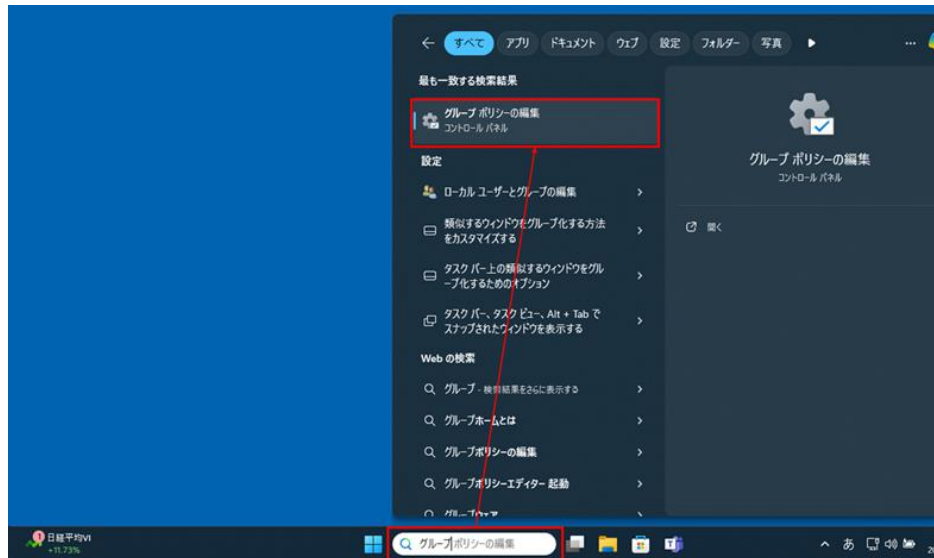 すべて アプリ ドキュメント ウェブ 設定 フォルダー 写真
最も一致する検索結果
グループ ポリシーの編集
コントロール パネル
設定
ローカル ユーザーとグループの編集
類似するウィンドウをグループ化する方法
をカスタマイズする
タスク バー上の類似するウィンドウをグル
ープ化するためのオプション
タスク バー、タスク ビュー、Alt + Tab で
スナップされたウィンドウを表示する
Web の検索
グループ - 検索結果をさらに表示する
グループホームとは
グループポリシーの編集
グループポリシーエディター 起動
グループウェア
グループ ポリシーの編集
コントロール パネル
開く
1
日経平均VI
+11.73%
グループポリシーの編集
あ